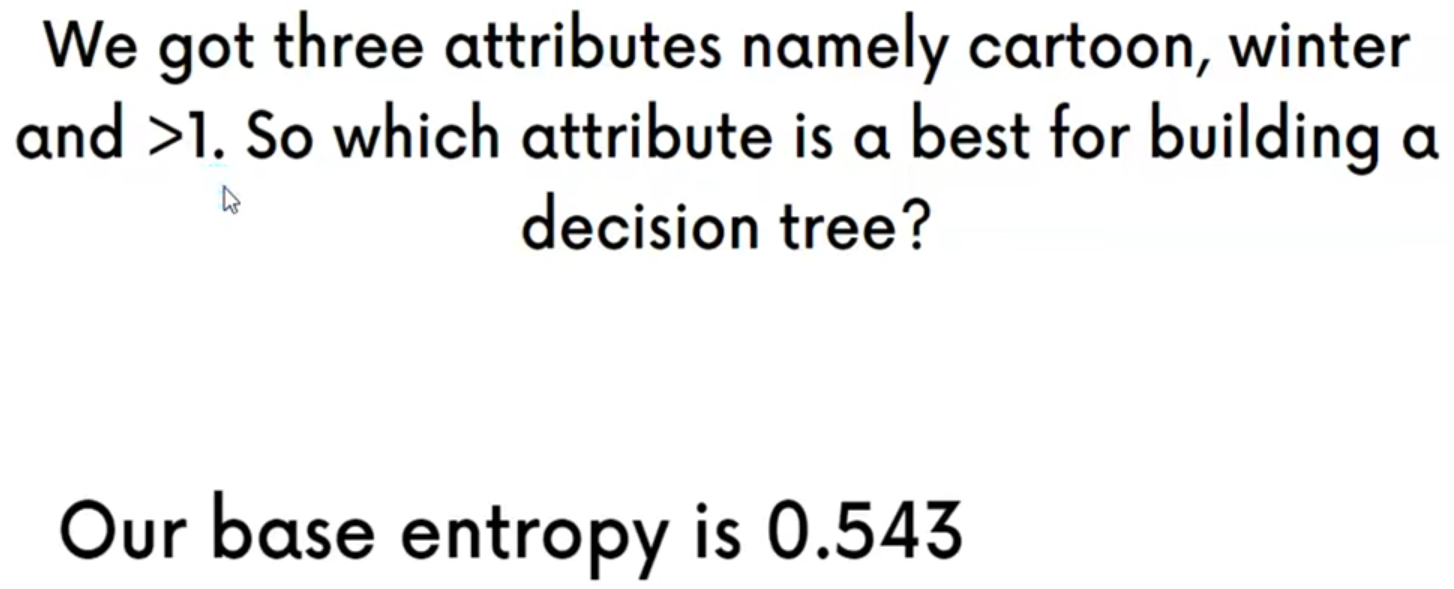 We got three attributes namely cartoon, winter
and >1. So which attribute is a best for building a
decision tree?
Our base entropy is 0.543